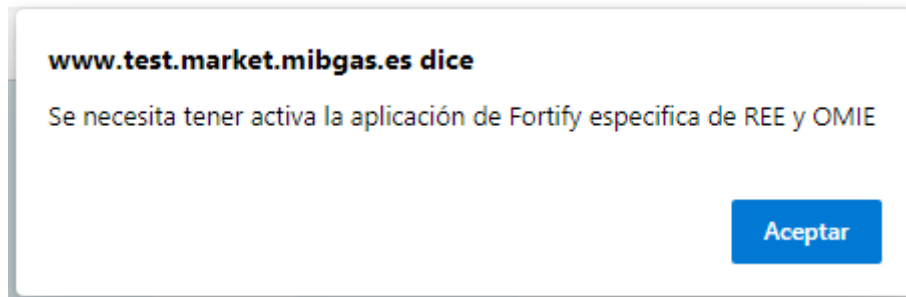 www.test.market.mibgas.es dice
Se necesita tener activa la aplicación de Fortify especifica de REE y OMIE
Aceptar